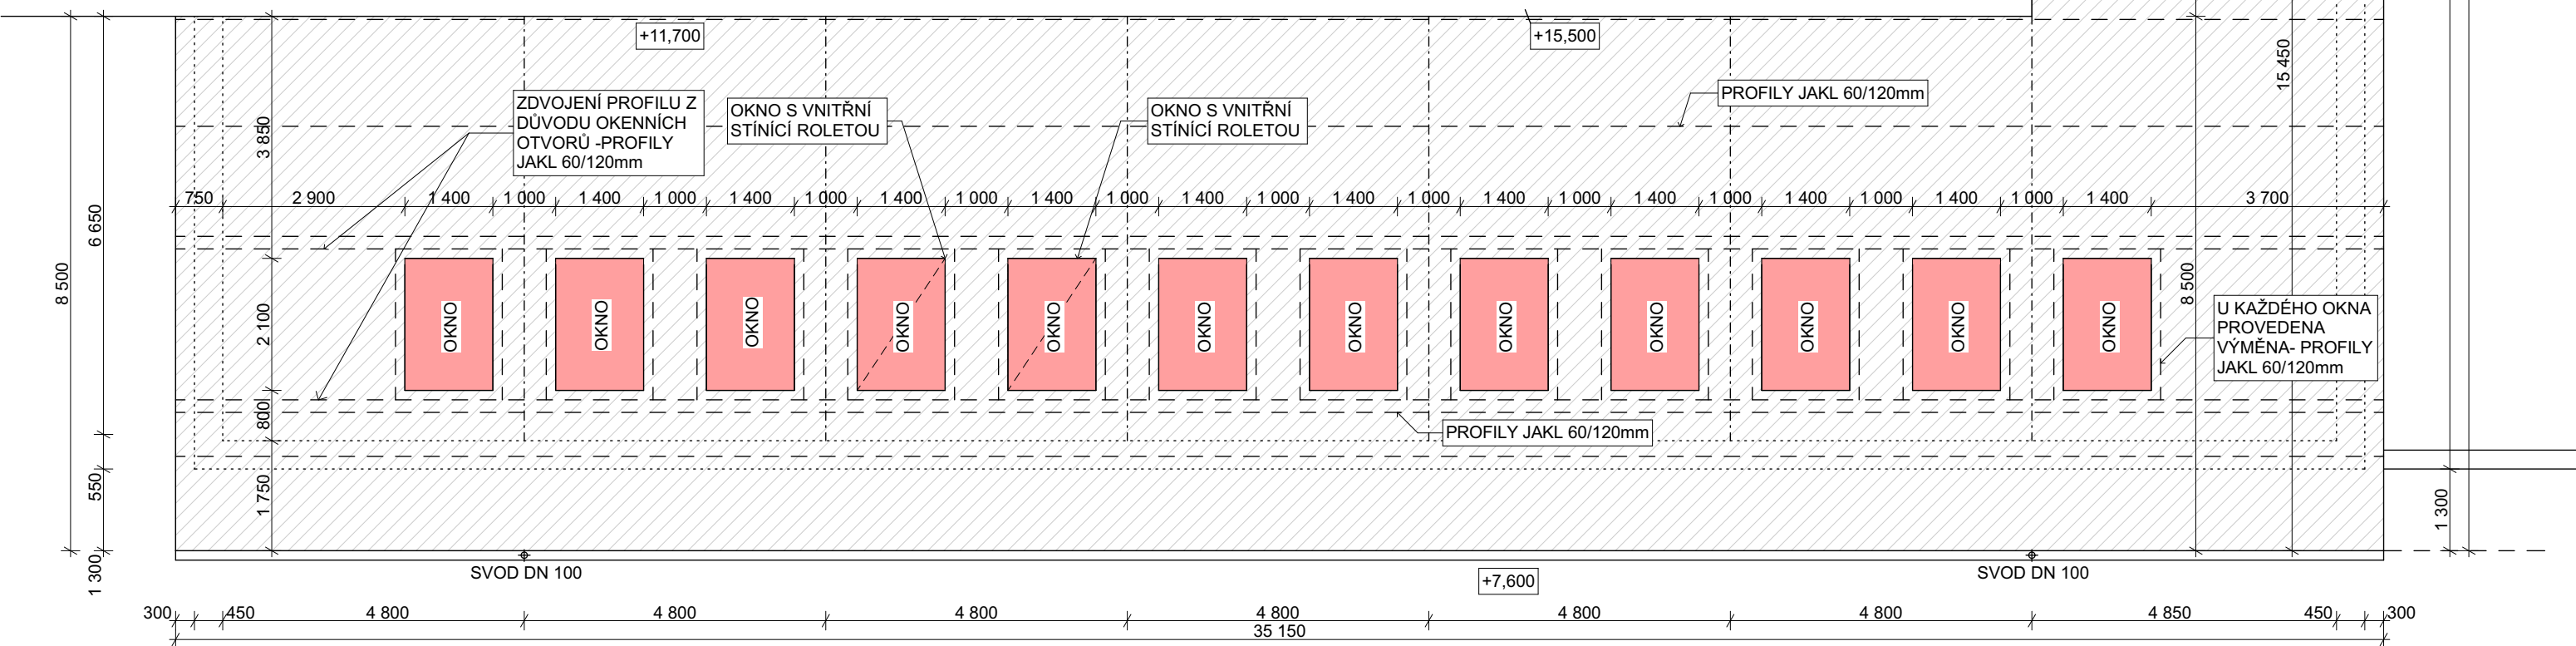 +11,700
+15,500
15 450
ZDVOJENÍ PROFILU Z
DŮVODU OKENNÍCH
OTVORŮ -PROFILY
JAKL 60/120mm
OKNO S VNITŘNÍ
STÍNÍCÍ ROLETOU
OKNO S VNITŘNÍ
STÍNÍCÍ ROLETOU
PROFILY JAKL 60/120mm
3 850
750
2 900
1 400
1 000
1 400
1 000
1 400
1 000
1 400
1 000
1 400
1 000
1 400
1 000
1 400
1 000
1 400
1 000
1 400
1 000
1 400
1 000
1 400
1 000
1 400
3 700
6 650
8 500
2 100
8 500
OKNO
OKNO
OKNO
OKNO
OKNO
OKNO
OKNO
OKNO
OKNO
OKNO
OKNO
OKNO
U KAŽDÉHO OKNA
PROVEDENA
VÝMĚNA- PROFILY
JAKL 60/120mm
800
PROFILY JAKL 60/120mm
550
1 750
1 300
1 300
SVOD DN 100
+7,600
SVOD DN 100
300
450
4 800
4 800
4 800
4 800
4 800
4 800
4 850
450
300
35 150